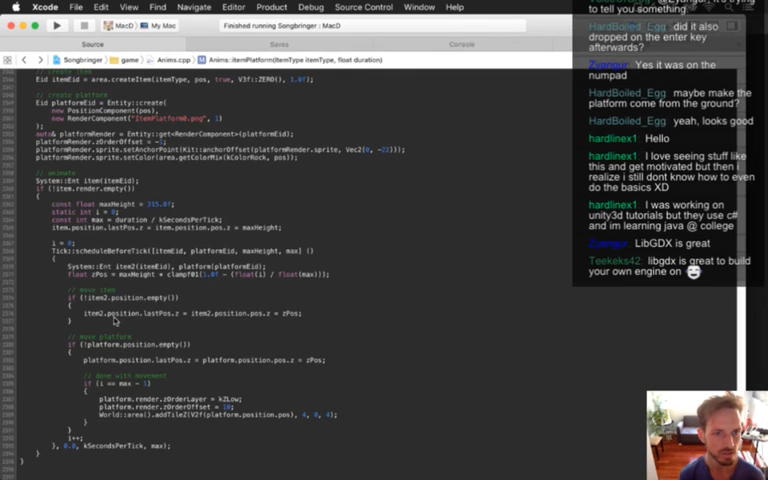 Xcode File Edit View Find Navigate Editor Product Debug Source Control Window Help
MacD My Mac
Finished running Songbringer : MacD
Source Saves Console
Songbringer game Anims.cpp Anims::itemPlatform(ItemType itemType, float duration)
// create item
Eid itemEid = area.createItem(itemType, pos, true, V3f::ZERO(), 1.0f);
// create platform
Eid platformEid = Entity::create(
new PositionComponent(pos),
new RenderComponent("ItemPlatform0.png", 1)
);
auto& platformRender = Entity::get<RenderComponent>(platformEid);
platformRender.zOrderOffset = -1;
platformRender.sprite.setAnchorPoint(Kit::anchorOffset(platformRender.sprite, Vec2(0, -22)));
platformRender.sprite.setColor(area.getColorMix(kColorRock, pos));
// animate
System::Ent item(itemEid);
if (!item.render.empty())
{
const float maxHeight = 315.0f;
static int i = 0;
const int max = duration / kSecondsPerTick;
item.position.lastPos.z = item.position.pos.z = maxHeight;
i = 0;
Tick::scheduleBeforeTick([itemEid, platformEid, maxHeight, max] ()
{
System::Ent item2(itemEid), platform(platformEid);
float zPos = maxHeight * clampf01(1.0f - (float(i) / float(max)));
// move item
if (!item2.position.empty())
{
item2.position.lastPos.z = item2.position.pos.z = zPos;
}
// move platform
if (!platform.position.empty())
{
platform.position.lastPos.z = platform.position.pos.z = zPos;
// done with movement
if (i == max - 1)
{
platform.render.zOrderLayer = kZLow;
platform.render.zOrderOffset = 10;
World::area().addTileZ(V2f(platform.position.pos), 4, 0, 4);
}
}
i++;
}, 0.0, kSecondsPerTick, max);
}
}
to tell you something
HardBoiled_Egg did it also
dropped on the enter key
afterwards?
Zyangur Yes it was on the
numpad
HardBoiled_Egg maybe make the
platform come from the ground?
HardBoiled_Egg yeah, looks good
hardlinex1 Hello
hardlinex1 I love seeing stuff like
this and get motivated but then i
realize i still dont know how to even
do the basics XD
hardlinex1 I was working on
unity3d tutorials but they use c#
and im learning java @ college
Zyangur LibGDX is great
Teekeks42 libgdx is great to build
your own engine on